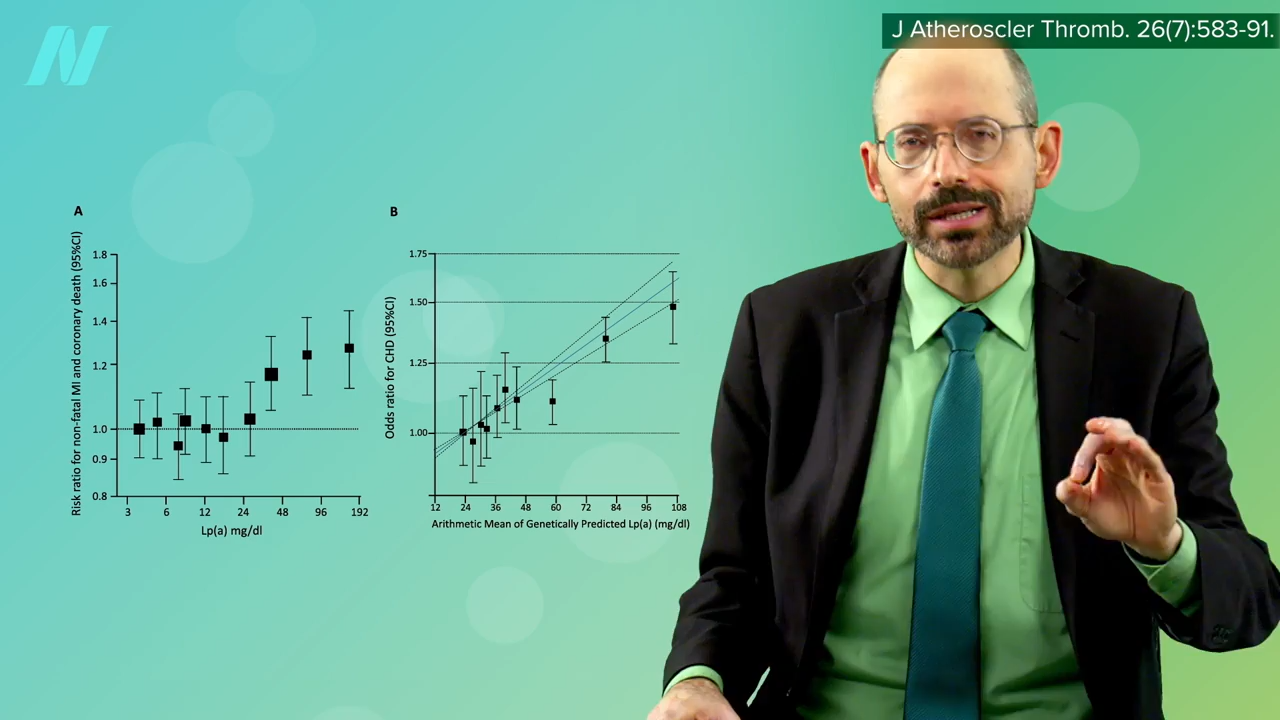 J Atheroscler Thromb. 26(7):583-91.
A
Risk ratio for non-fatal MI and coronary death (95%CI)
1.8
1.6
1.4
1.2
1.0
0.9
0.8
3 6 12 24 48 96 192
Lp(a) mg/dl
B
Odds ratio for CHD (95%CI)
1.75
1.50
1.25
1.00
12 24 36 48 60 72 84 96 108
Arithmetic Mean of Genetically Predicted Lp(a) (mg/dl)